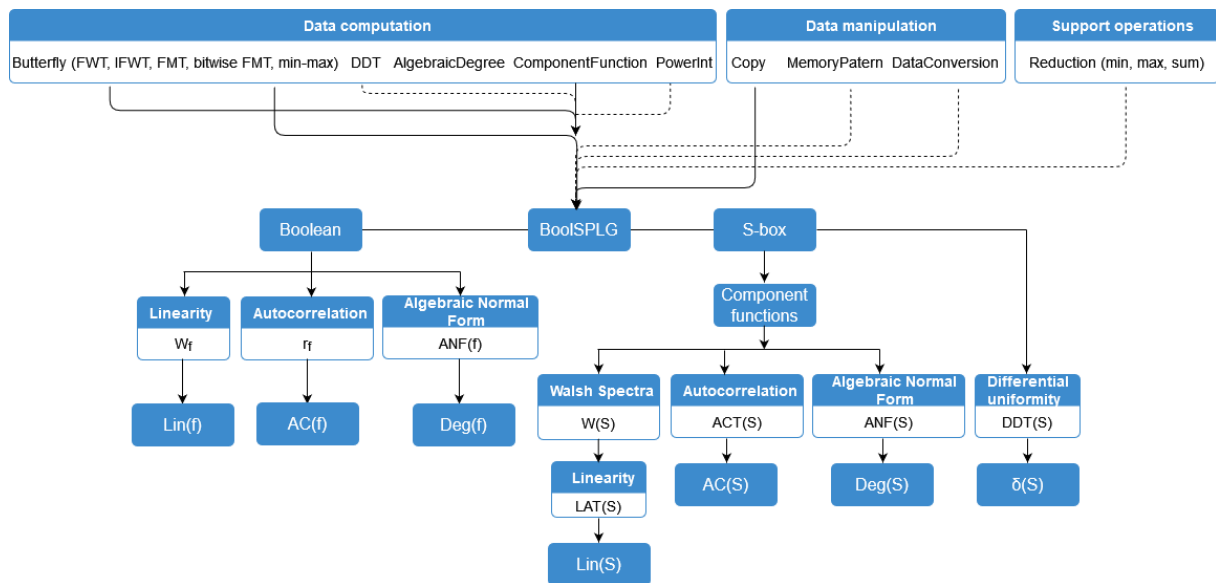 Data computation
Butterfly (FWT, IFWT, FMT, bitwise FMT, min-max) DDT AlgebraicDegree ComponentFunction PowerInt
Data manipulation
Copy MemoryPatern DataConversion
Support operations
Reduction (min, max, sum)
Boolean
BoolSPLG
S-box
Linearity
Wf
Autocorrelation
rf
Algebraic Normal
Form
ANF(f)
Component
functions
Lin(f)
AC(f)
Deg(f)
Walsh Spectra
W(S)
Autocorrelation
ACT(S)
Algebraic Normal
Form
ANF(S)
Differential
uniformity
DDT(S)
Linearity
LAT(S)
AC(S)
Deg(S)
δ(S)
Lin(S)